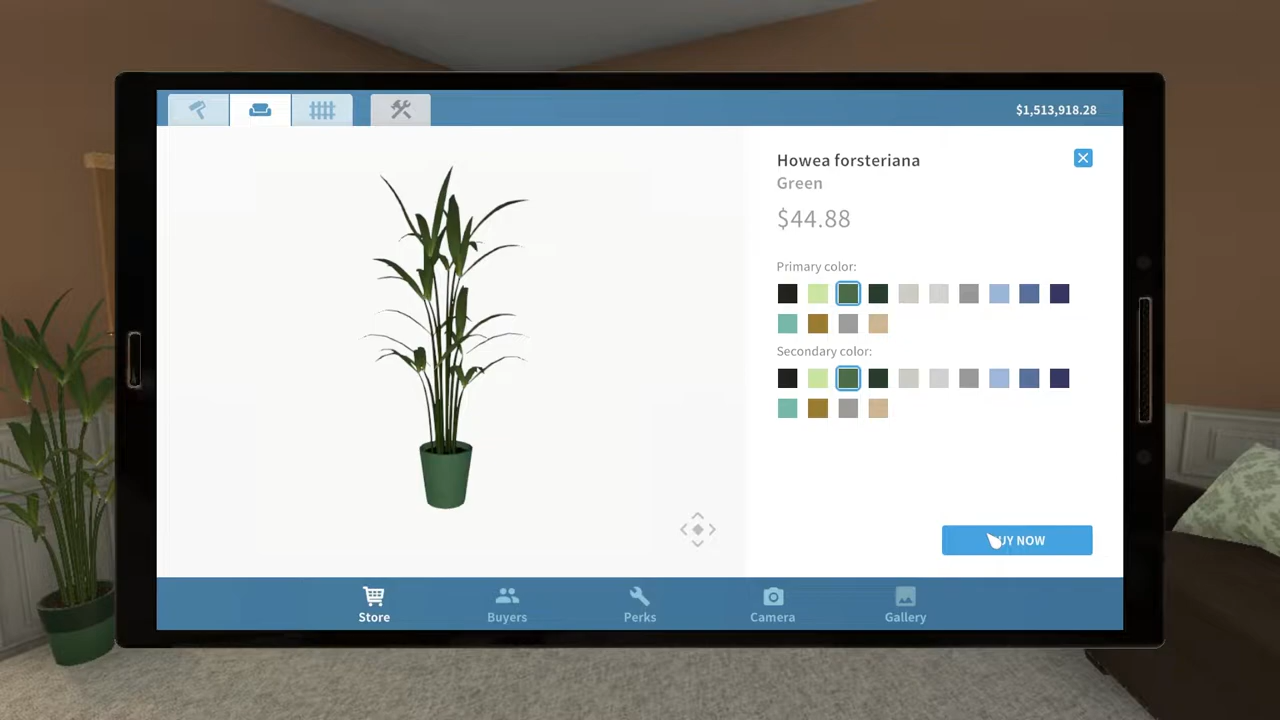 $1,513,918.28
Howea forsteriana
Green
$44.88
Primary color:
Secondary color:
BUY NOW
Store
Buyers
Perks
Camera
Gallery